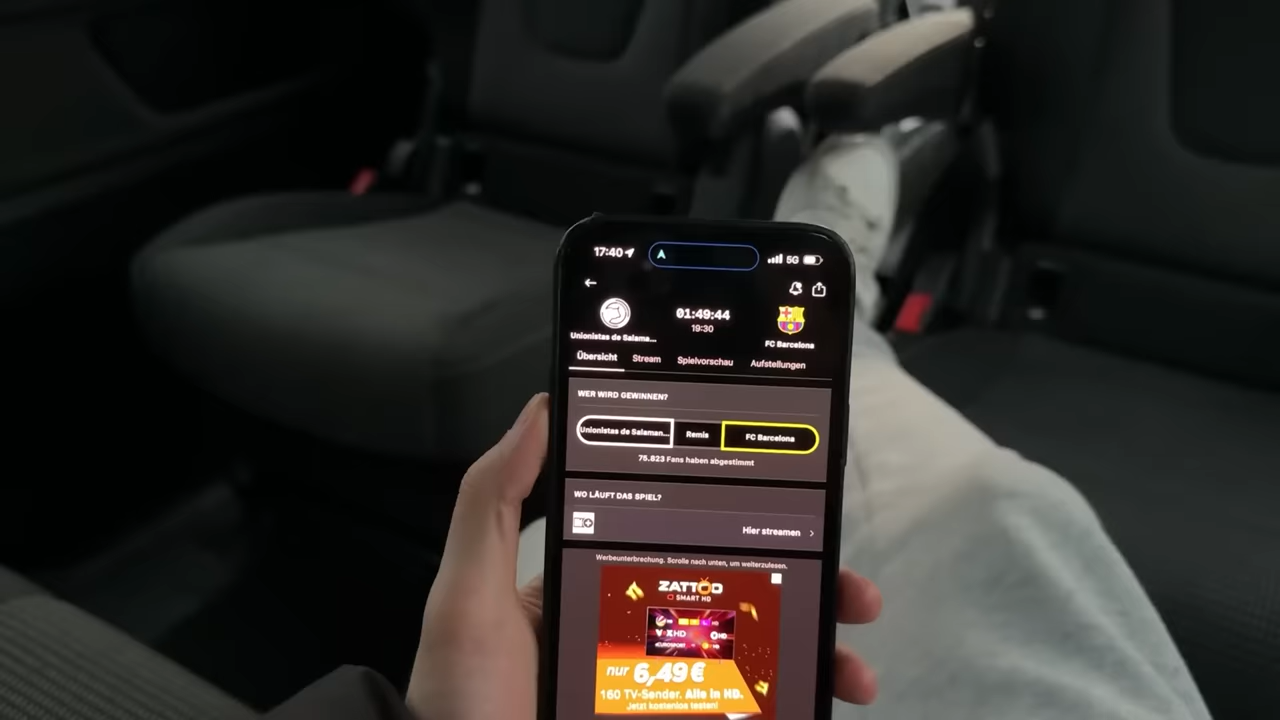 17:40
5G
01:49:44
19:30
Unionistas de Salama...
FC Barcelona
Übersicht Stream Spielvorschau Aufstellungen
WER WIRD GEWINNEN?
Unionistas de Salaman... Remis FC Barcelona
75.823 Fans haben abgestimmt
WO LÄUFT DAS SPIEL?
Hier streamen
Werbeunterbrechung. Scrolle nach unten, um weiterzulesen.
ZATTOO
SMART HD
nur 6,49€
160 TV-Sender. Alle in HD.
Jetzt kostenlos testen!